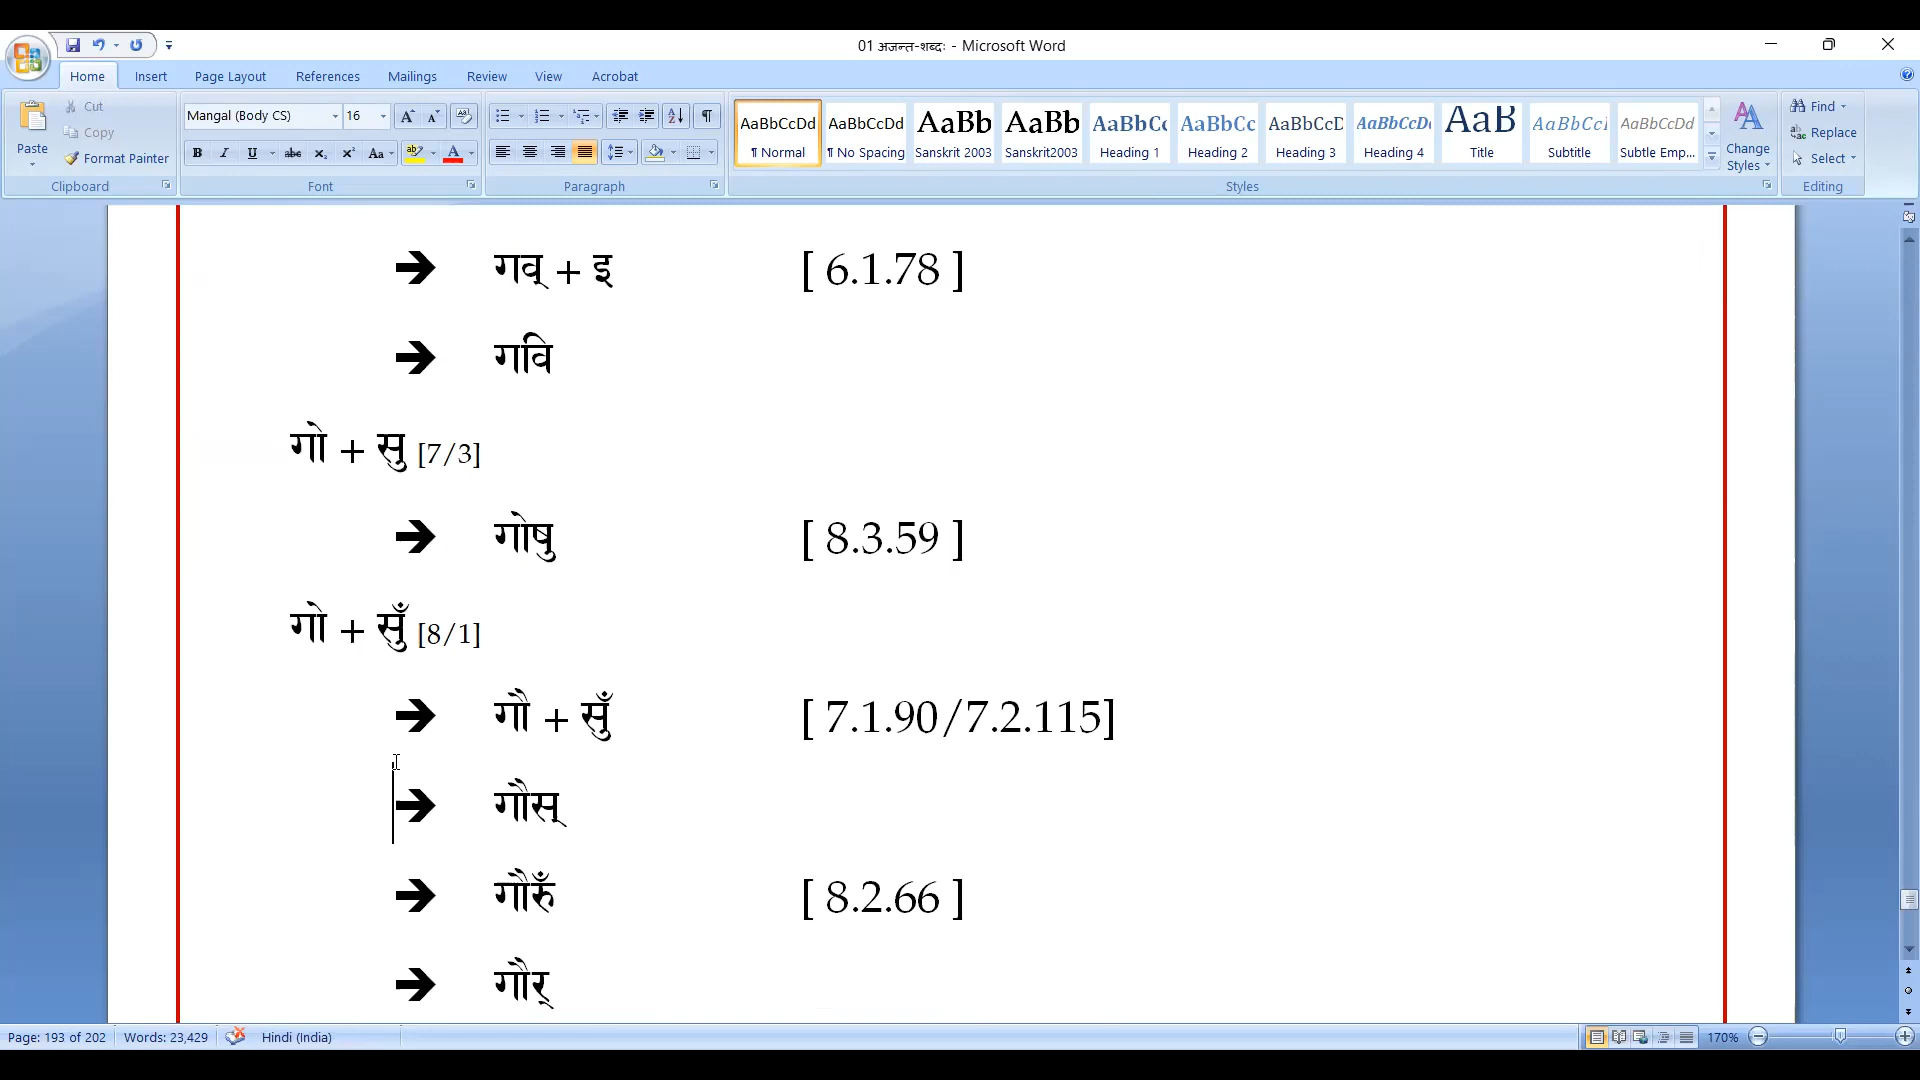 01 अजन्त-शब्दः - Microsoft Word
Home Insert Page Layout References Mailings Review View Acrobat
Paste
Cut
Copy
Format Painter
Clipboard
Mangal (Body CS) 16
Font
Paragraph
AaBbCcDd AaBbCcDd AaBb AaBb AaBbCc AaBbCc AaBbCcD AaBbCcDi AaB AaBbCcI AaBbCcDd
¶ Normal ¶ No Spacing Sanskrit 2003 Sanskrit2003 Heading 1 Heading 2 Heading 3 Heading 4 Title Subtitle Subtle Emp...
Styles
Change Styles
Find
Replace
Select
Editing
➔ गव् + इ [ 6.1.78 ]
➔ गवि
गो + सु [7/3]
➔ गोषु [ 8.3.59 ]
गो + सुँ [8/1]
➔ गौ + सुँ [ 7.1.90/7.2.115]
➔ गौस्
➔ गौरुँ [ 8.2.66 ]
➔ गौर्
Page: 193 of 202 Words: 23,429 Hindi (India) 170%